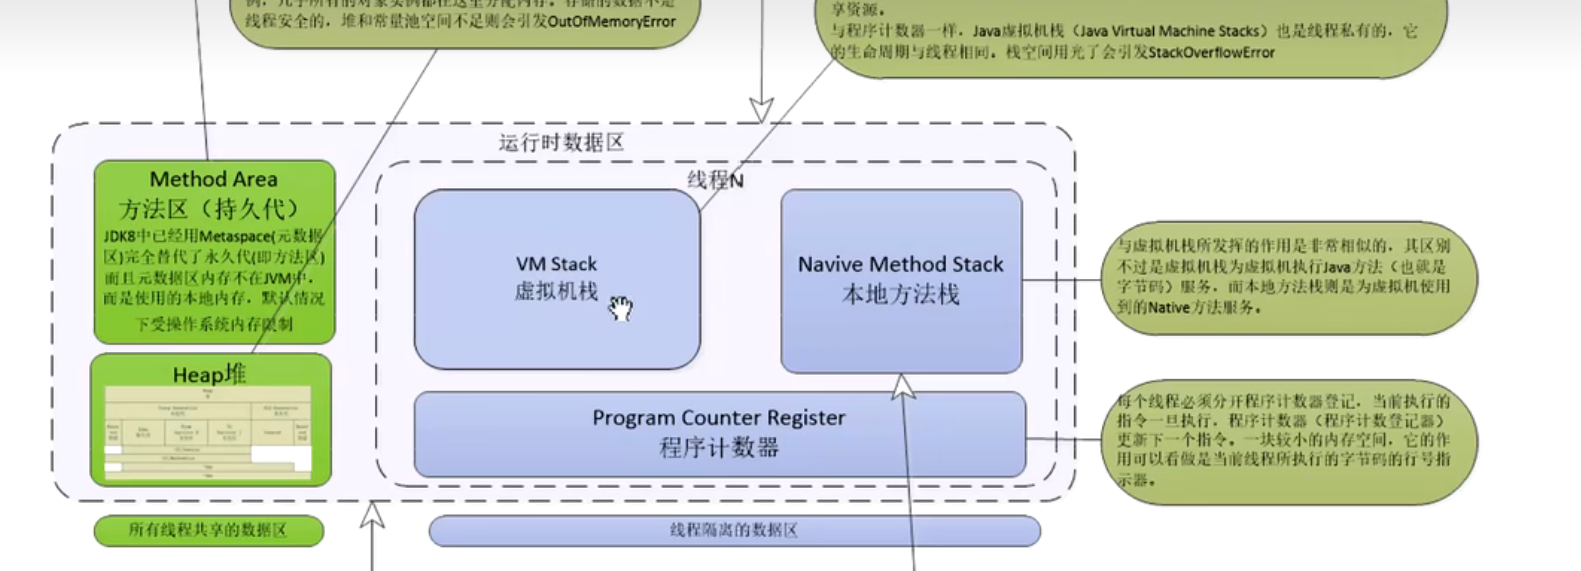 例，几乎所有的对象实例都在这里分配内存。存储的数据不是
线程安全的，堆和常量池空间不足则会引发OutOfMemoryError
享资源。
与程序计数器一样，Java虚拟机栈（Java Virtual Machine Stacks）也是线程私有的，它
的生命周期与线程相同。栈空间用光了会引发StackOverflowError
运行时数据区
Method Area
方法区（持久代）
JDK8中已经用Metaspace(元数据
区)完全替代了永久代(即方法区)
而且元数据区内存不在JVM中，
而是使用的本地内存，默认情况
下受操作系统内存限制
Heap堆
线程N
VM Stack
虚拟机栈
Navive Method Stack
本地方法栈
Program Counter Register
程序计数器
与虚拟机栈所发挥的作用是非常相似的，其区别
不过是虚拟机栈为虚拟机执行Java方法（也就是
字节码）服务，而本地方法栈则是为虚拟机使用
到的Native方法服务。
每个线程必须分开程序计数器登记，当前执行的
指令一旦执行，程序计数器（程序计数登记器）
更新下一个指令。一块较小的内存空间，它的作
用可以看做是当前线程所执行的字节码的行号指
示器。
所有线程共享的数据区
线程隔离的数据区